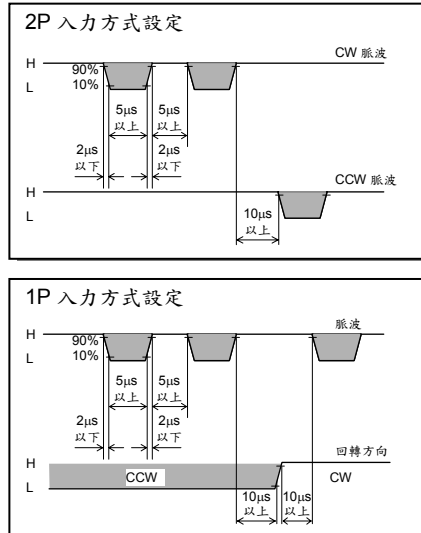 2P 入力方式設定
H CW 脈波
90%
10%
L
5μs 5μs
以上 以上
2μs 2μs
以下 以下
H CCW 脈波
L
10μs
以上
1P 入力方式設定
H 脈波
90%
10%
L
5μs 5μs
以上 以上
2μs 2μs
以下 以下
H 回轉方向
CCW CW
L
10μs 10μs
以上 以上